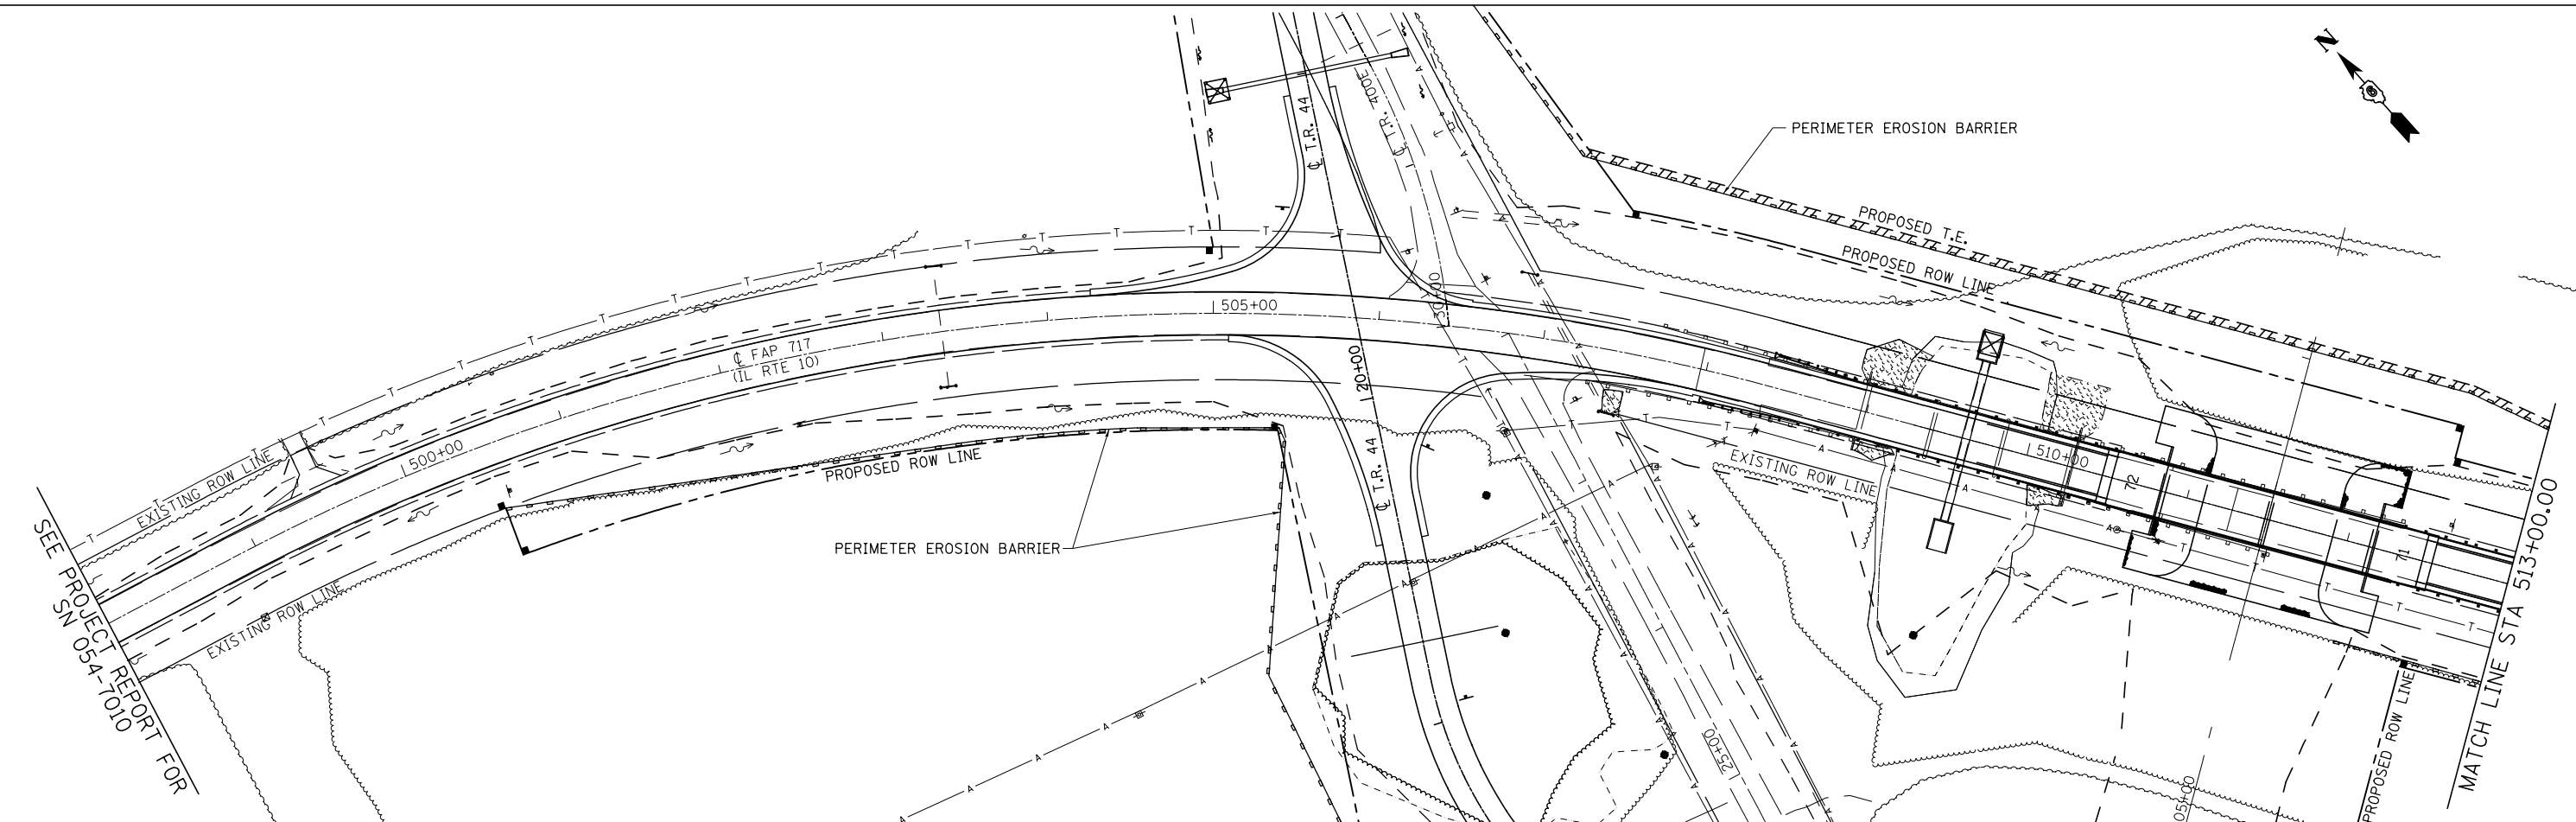 N
PERIMETER EROSION BARRIER
PROPOSED T.E.
PROPOSED ROW LINE
℄ T.R. 44
℄ T.R. 400E
30+00
505+00
℄ FAP 717
(IL RTE 10)
20+00
℄ T.R. 44
500+00
EXISTING ROW LINE
EXISTING ROW LINE
PROPOSED ROW LINE
PERIMETER EROSION BARRIER
SEE PROJECT REPORT FOR
SN 054-7010
EXISTING ROW LINE
510+00
72
71
25+00
PROPOSED ROW LINE
MATCH LINE STA 513+00.00
T
A